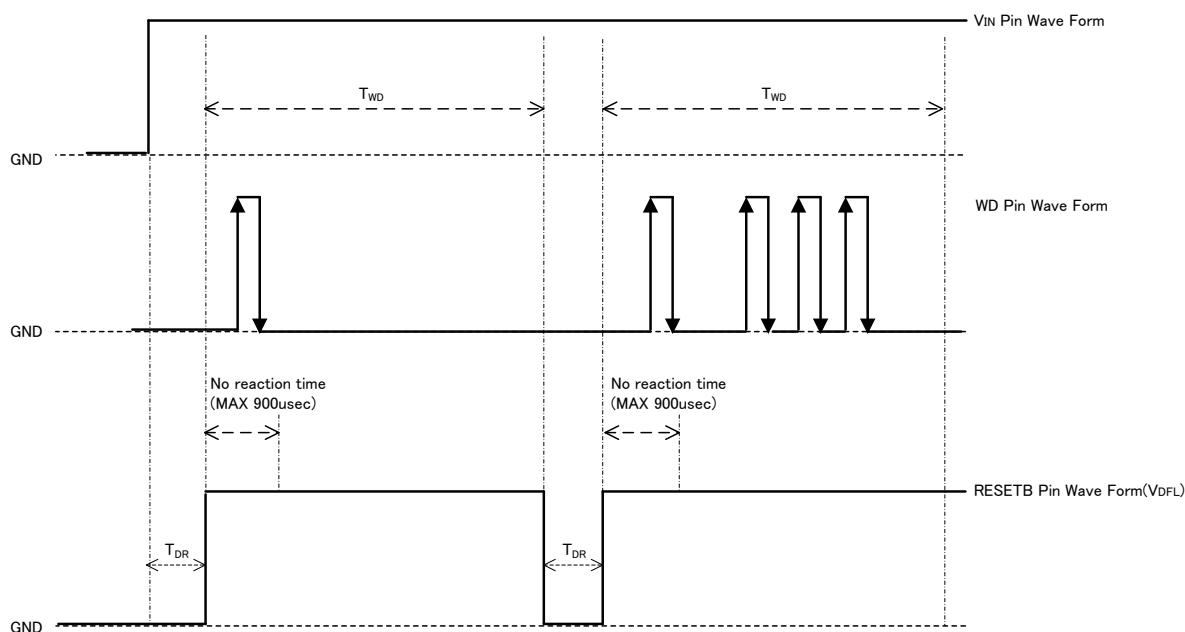 VIN Pin Wave Form
TWD
TWD
GND
WD Pin Wave Form
GND
No reaction time
(MAX 900usec)
No reaction time
(MAX 900usec)
RESETB Pin Wave Form(VDFL)
TDR
TDR
GND